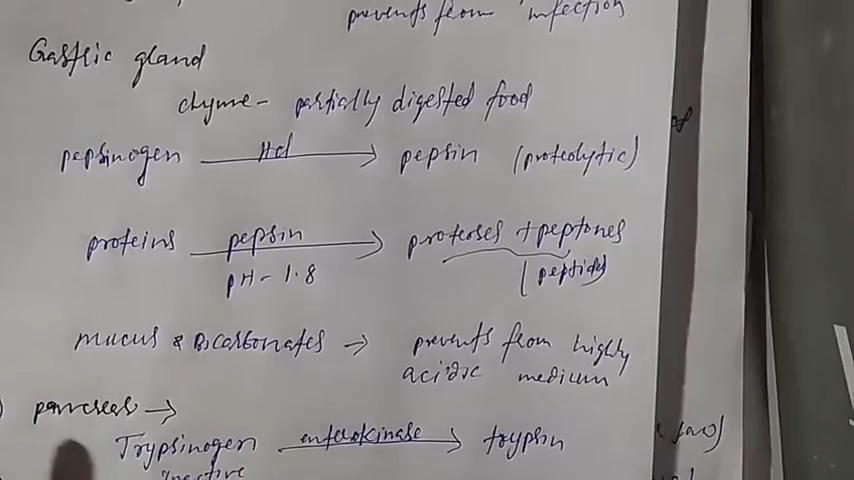 prevents from infection
Gastric gland
chyme - partially digested food
pepsinogen HCl → pepsin (proteolytic)
proteins pepsin → proteoses + peptones
pH - 1.8 (peptides
mucus & Bicarbonates → prevents from highly
acidic medium
pancreas →
Trypsinogen enterokinase → trypsin
Inactive